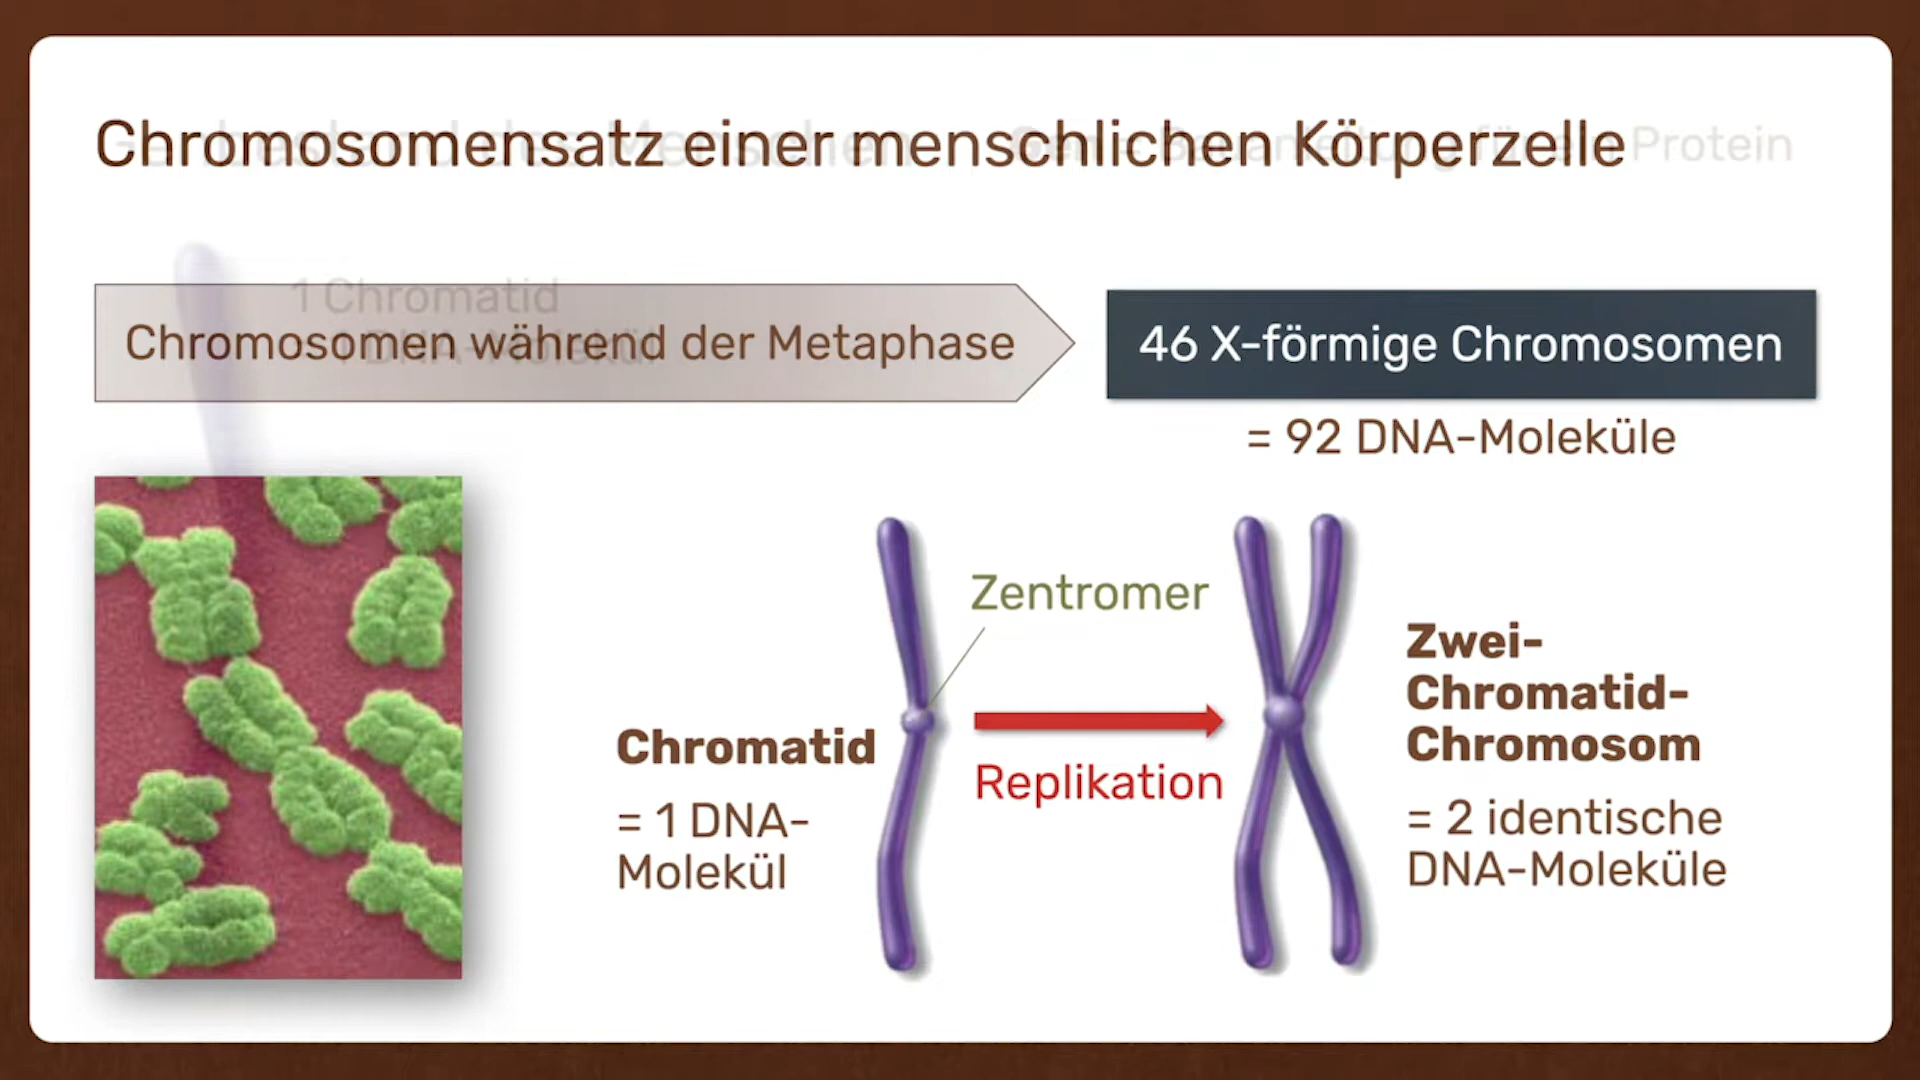 Chromosomensatz einer menschlichen Körperzelle
Protein
1 Chromatid
Chromosomen während der Metaphase
46 X-förmige Chromosomen
= 92 DNA-Moleküle
Zentromer
Chromatid
= 1 DNA-
Molekül
Replikation
Zwei-
Chromatid-
Chromosom
= 2 identische
DNA-Moleküle